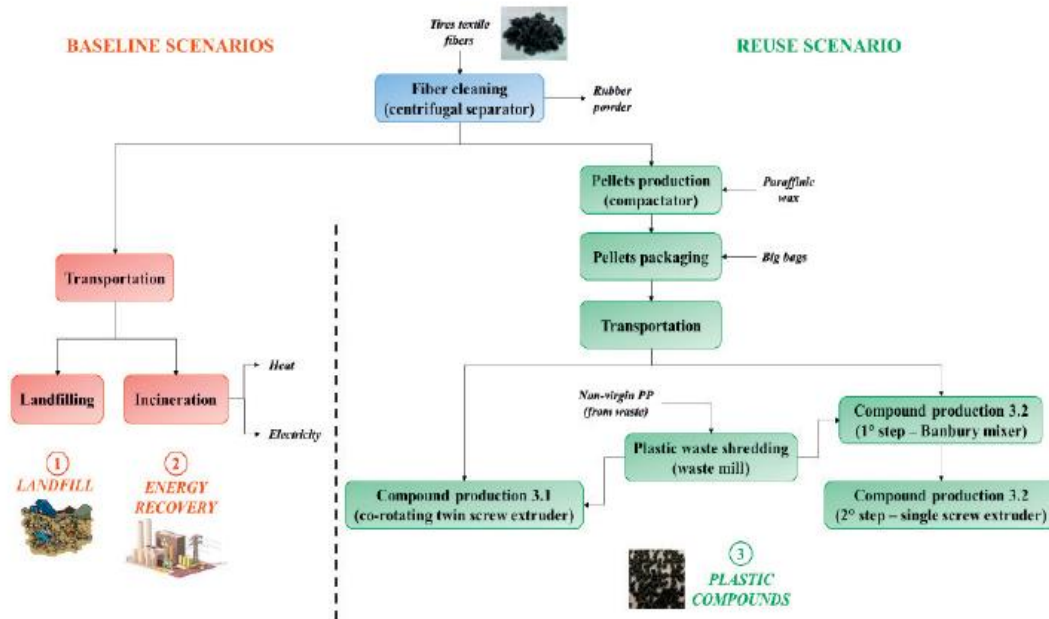 BASELINE SCENARIOS
Tires textile
fibers
REUSE SCENARIO
Fiber cleaning
(centrifugal separator)
Rubber
powder
Pellets production
(compactator)
Paraffinic
wax
Pellets packaging
Big bags
Transportation
Transportation
Landfilling
Incineration
Heat
Electricity
Non-virgin PP
(from waste)
Plastic waste shredding
(waste mill)
Compound production 3.2
(1° step – Banbury mixer)
Compound production 3.1
(co-rotating twin screw extruder)
Compound production 3.2
(2° step – single screw extruder)
1
LANDFILL
2
ENERGY
RECOVERY
3
PLASTIC
COMPOUNDS